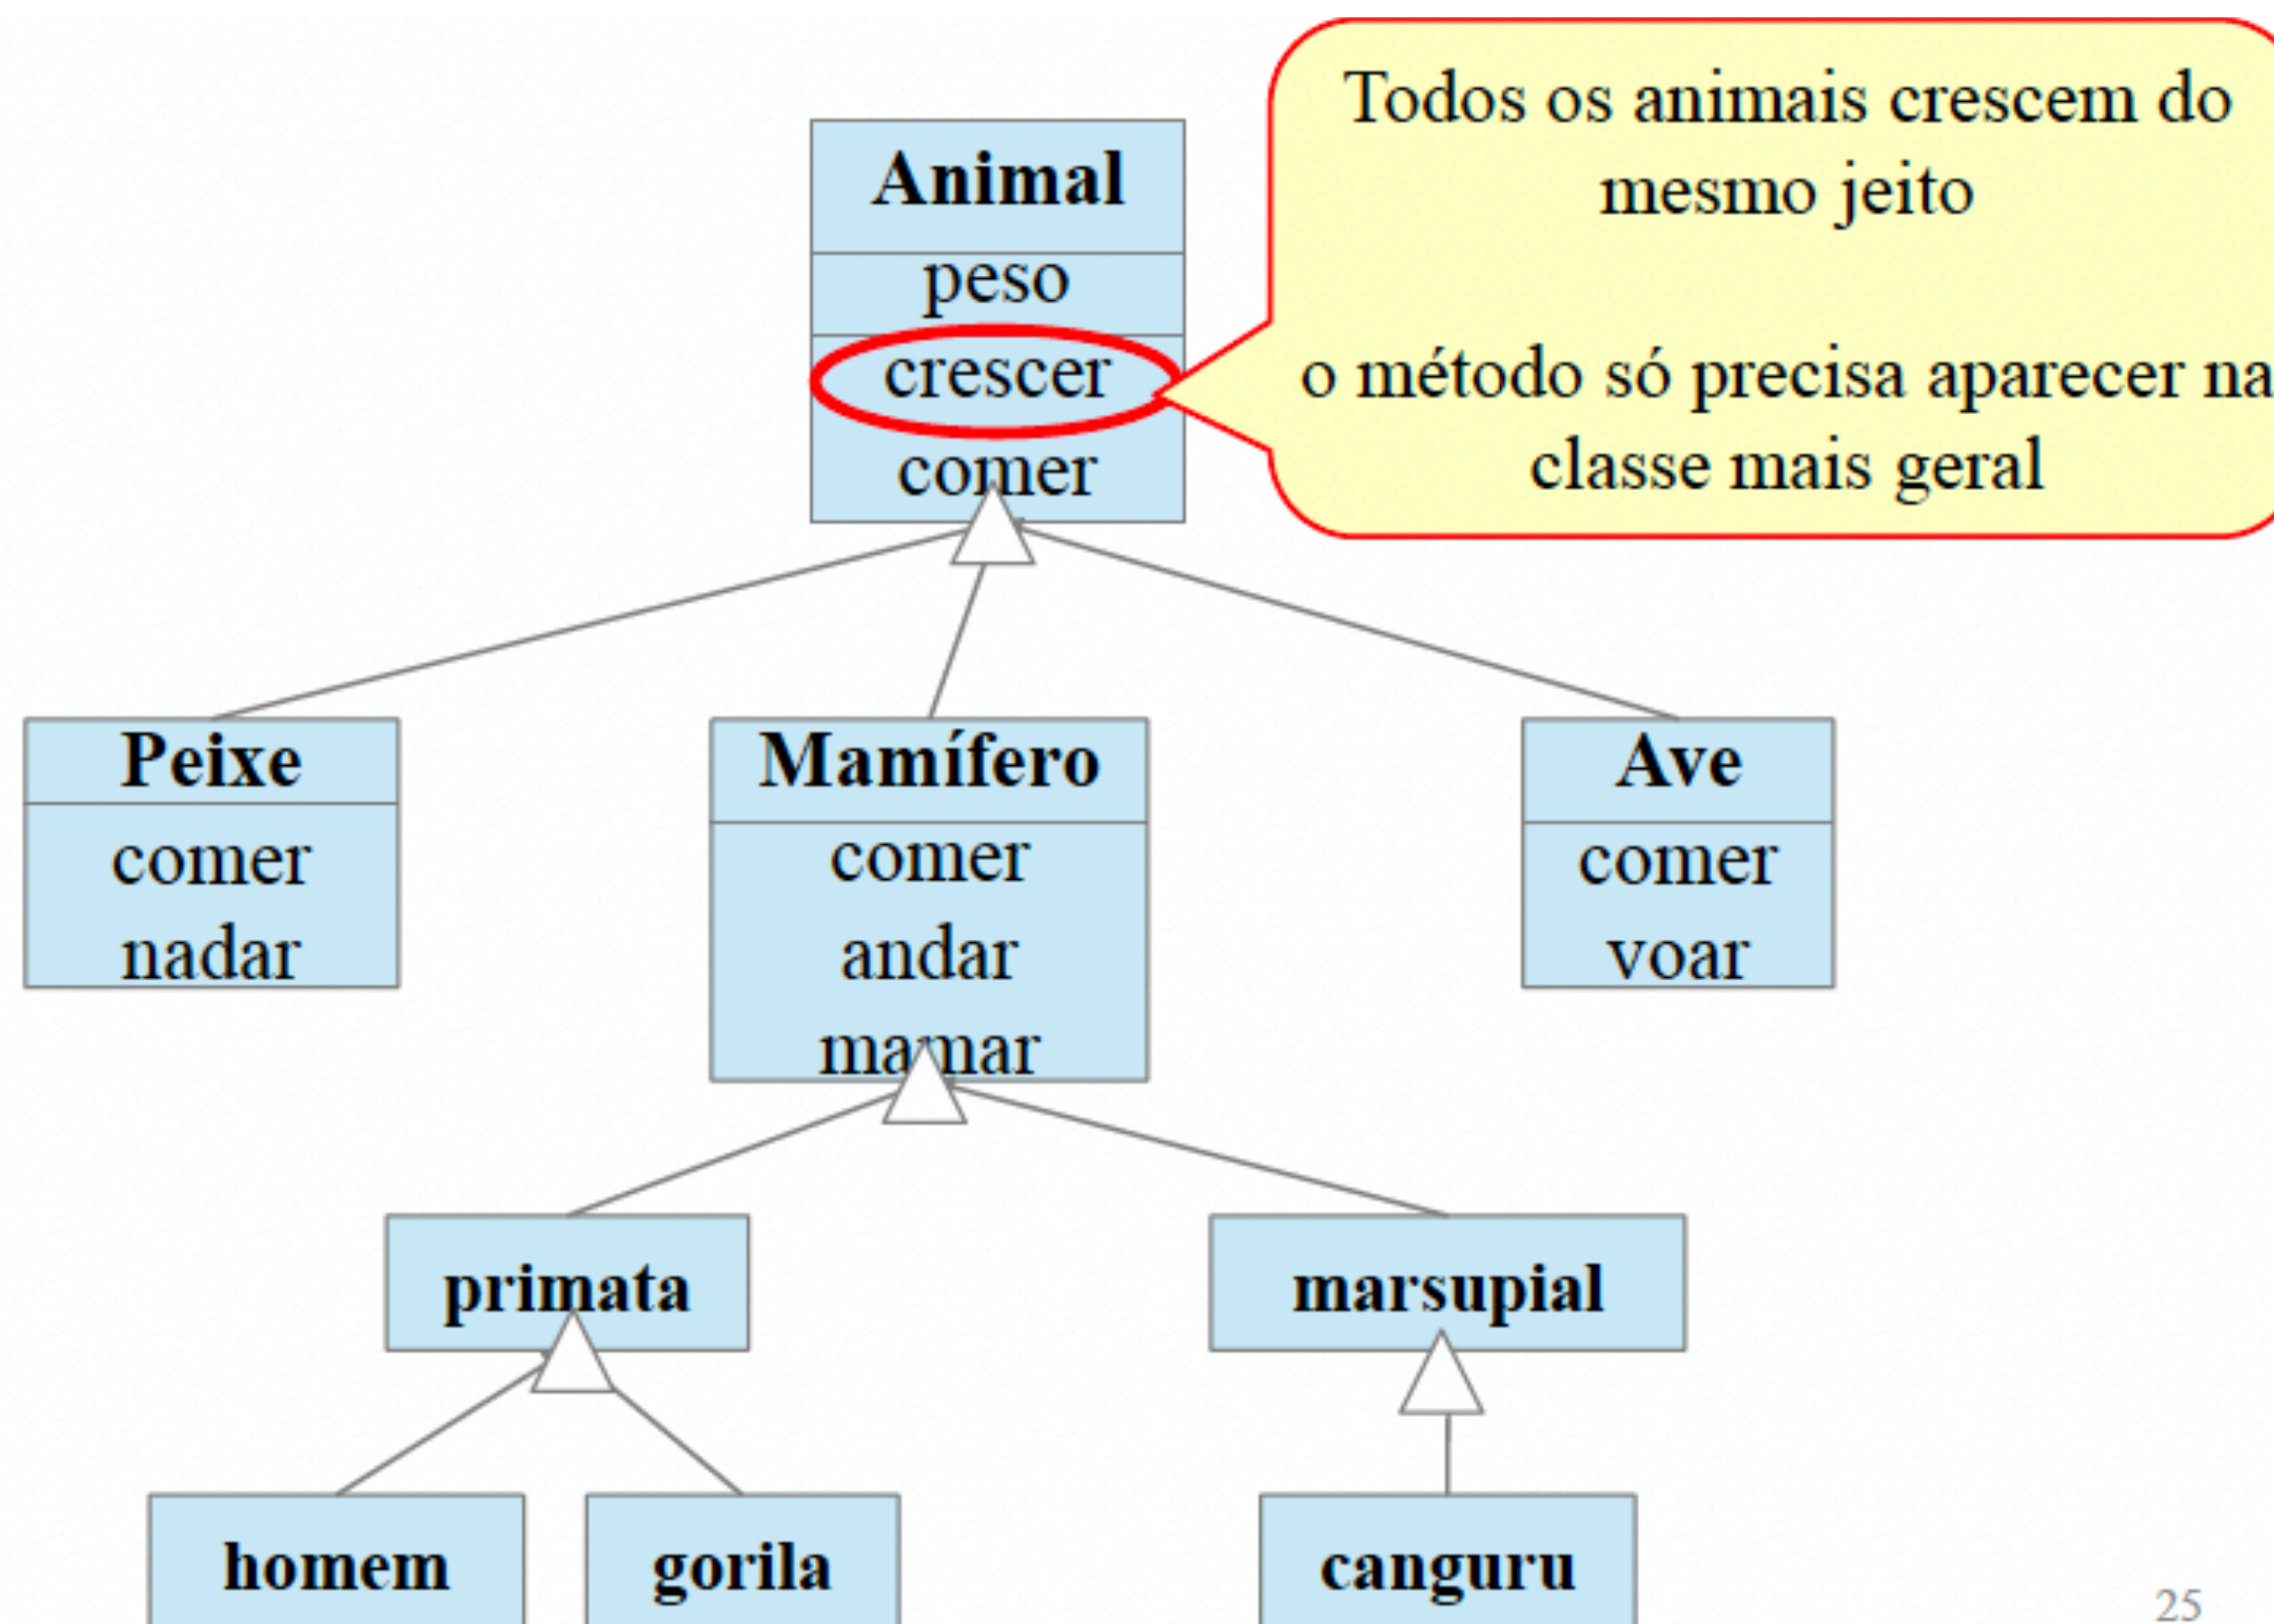 Todos os animais crescem do
mesmo jeito
o método só precisa aparecer na
classe mais geral
Animal
peso
crescer
comer
Peixe
comer
nadar
Mamífero
comer
andar
mamar
Ave
comer
voar
primata
marsupial
homem
gorila
canguru
25